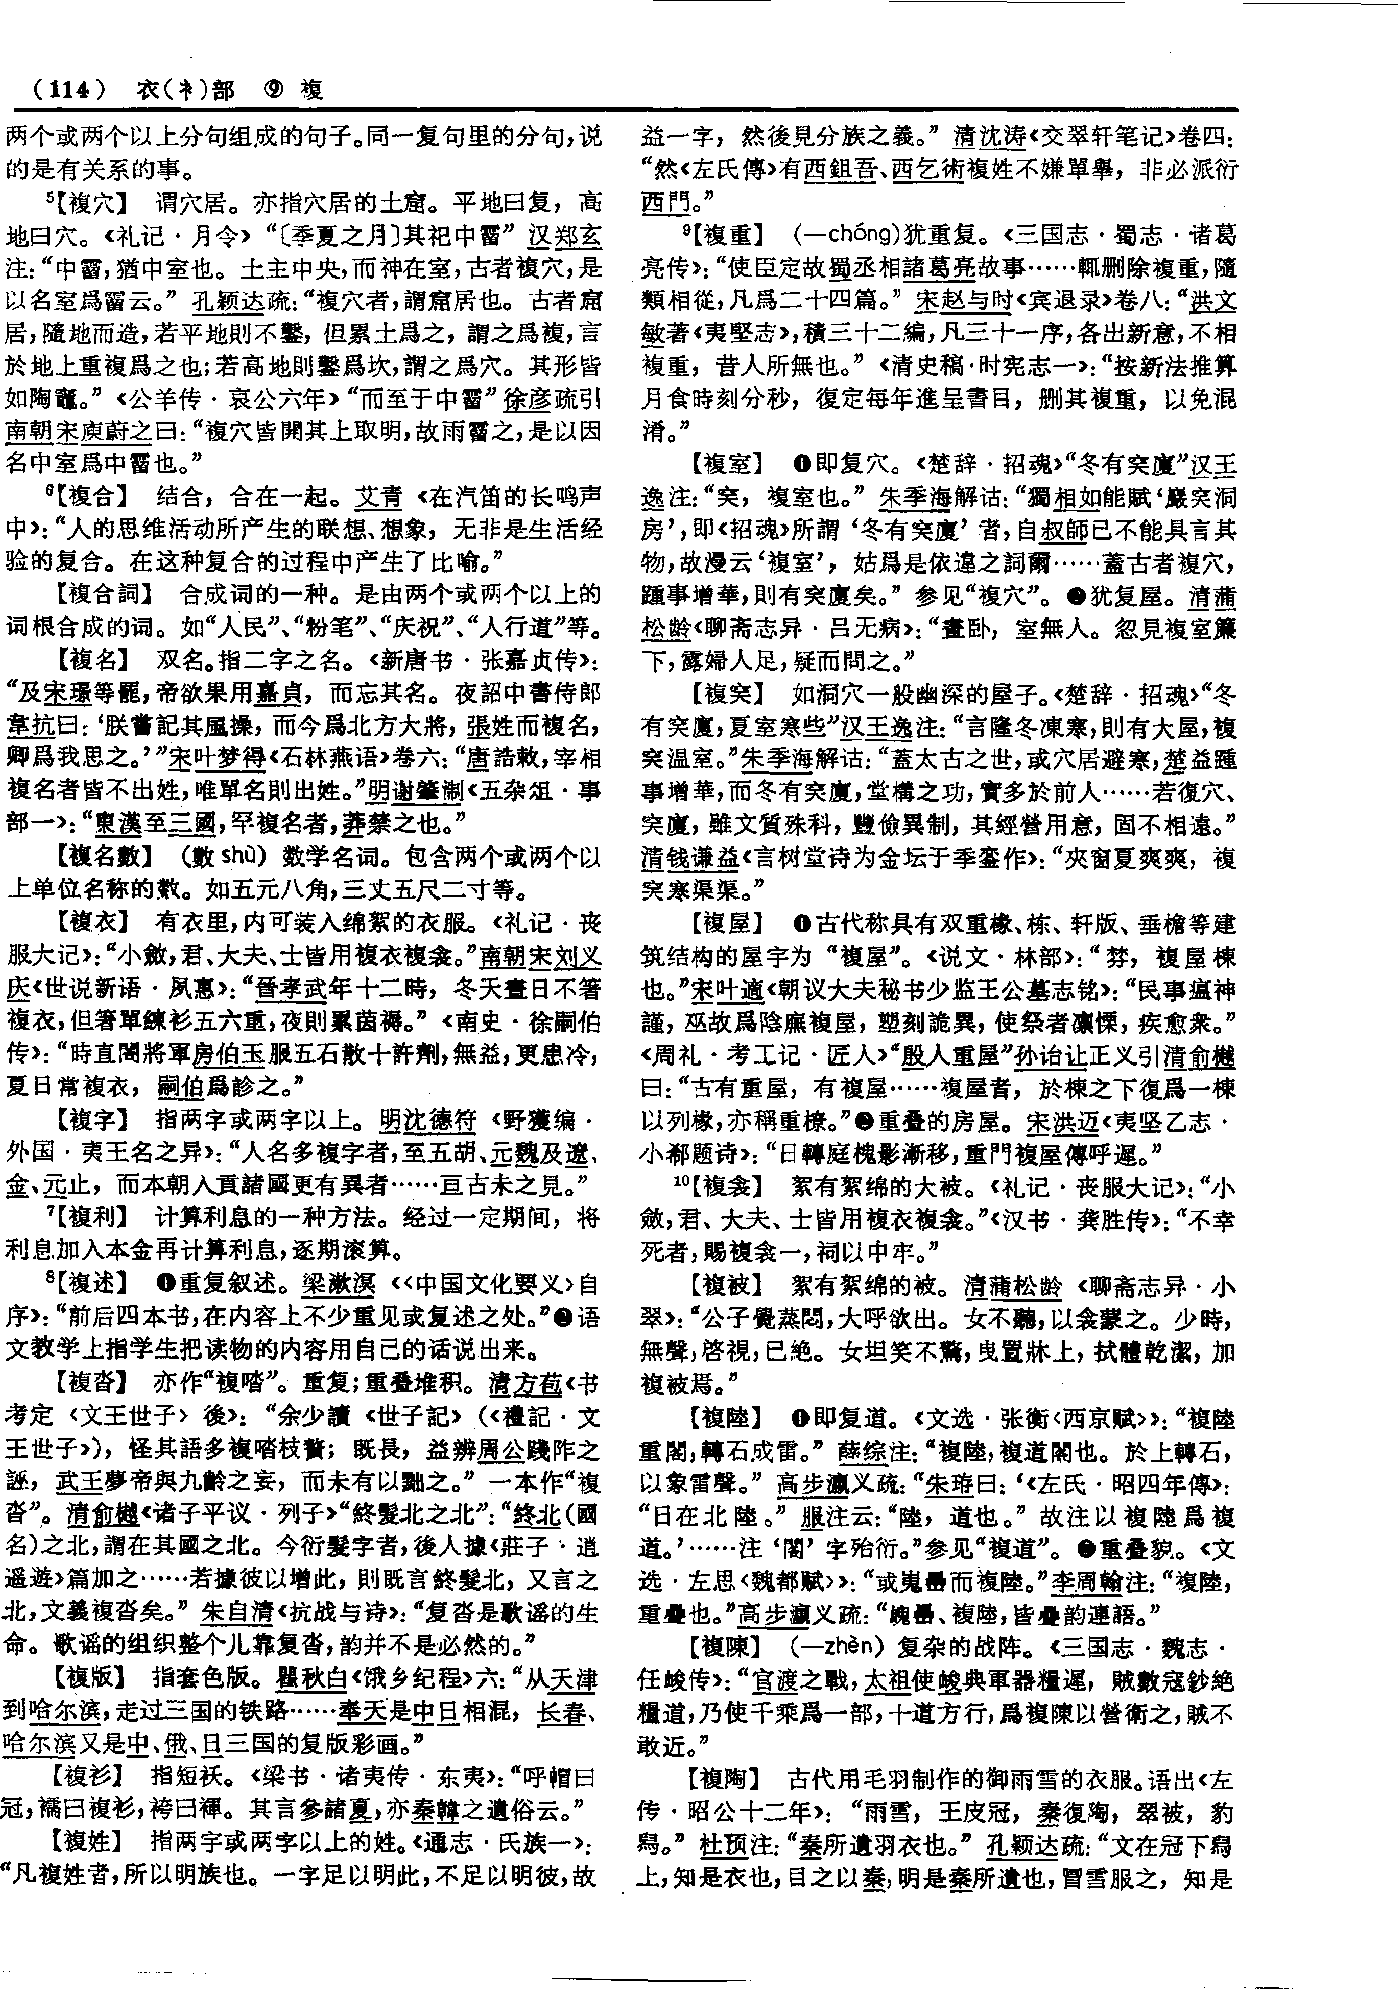 （114） 衣(衤)部 ⑨ 複
两个或两个以上分句组成的句子。同一复句里的分句，说
的是有关系的事。
⁵【複穴】 谓穴居。亦指穴居的土窟。平地曰复，高
地曰穴。《礼记·月令》“〔季夏之月〕其祀中霤”汉郑玄
注：“中霤，猶中室也。土主中央，而神在室，古者複穴，是
以名室爲霤云。”孔颖达疏：“複穴者，謂窟居也。古者窟
居，隨地而造，若平地則不鑿，但累土爲之，謂之爲複，言
於地上重複爲之也；若高地則鑿爲坎，謂之爲穴。其形皆
如陶竈。”《公羊传·哀公六年》“而至于中霤”徐彦疏引
南朝宋庾蔚之曰：“複穴皆開其上取明，故雨霤之，是以因
名中室爲中霤也。”
⁶【複合】 结合，合在一起。艾青《在汽笛的长鸣声
中》：“人的思维活动所产生的联想、想象，无非是生活经
验的复合。在这种复合的过程中产生了比喻。”
【複合詞】 合成词的一种。是由两个或两个以上的
词根合成的词。如“人民”、“粉笔”、“庆祝”、“人行道”等。
【複名】 双名。指二字之名。《新唐书·张嘉贞传》：
“及宋璟等罷，帝欲果用嘉貞，而忘其名。夜詔中書侍郎
韋抗曰：‘朕嘗記其風操，而今爲北方大將，張姓而複名，
卿爲我思之。’”宋叶梦得《石林燕语》卷六：“唐誥敕，宰相
複名者皆不出姓，唯單名則出姓。”明谢肇淛《五杂俎·事
部一》：“東漢至三國，罕複名者，莽禁之也。”
【複名數】 （數 shù）数学名词。包含两个或两个以
上单位名称的数。如五元八角，三丈五尺二寸等。
【複衣】 有衣里，内可装入绵絮的衣服。《礼记·丧
服大记》：“小斂，君、大夫、士皆用複衣複衾。”南朝宋刘义
庆《世说新语·夙惠》：“晉孝武年十二時，冬天晝日不箸
複衣，但箸單練衫五六重，夜則累茵褥。”《南史·徐嗣伯
传》：“時直閣將軍房伯玉服五石散十許劑，無益，更患冷，
夏日常複衣，嗣伯爲診之。”
【複字】 指两字或两字以上。明沈德符《野獲编·
外国·夷王名之异》：“人名多複字者，至五胡、元魏及遼、
金、元止，而本朝入貢諸國更有異者……亘古未之見。”
⁷【複利】 计算利息的一种方法。经过一定期间，将
利息加入本金再计算利息，逐期滚算。
⁸【複述】 ❶重复叙述。梁漱溟《〈中国文化要义〉自
序》：“前后四本书，在内容上不少重见或复述之处。”❷语
文教学上指学生把读物的内容用自己的话说出来。
【複沓】 亦作“複喈”。重复；重叠堆积。清方苞《书
考定〈文王世子〉後》：“余少讀《世子記》（《禮記·文
王世子》），怪其語多複喈枝贅；既長，益辨周公踐阼之
誣，武王夢帝與九齡之妄，而未有以黜之。”一本作“複
沓”。清俞樾《诸子平议·列子》“終髮北之北”：“終北（國
名）之北，謂在其國之北。今衍髮字者，後人據《莊子·逍
遥遊》篇加之……若據彼以增此，則既言終髮北，又言之
北，文義複沓矣。”朱自清《抗战与诗》：“复沓是歌谣的生
命。歌谣的组织整个儿靠复沓，韵并不是必然的。”
【複版】 指套色版。瞿秋白《饿乡纪程》六：“从天津
到哈尔滨，走过三国的铁路……奉天是中日相混，长春、
哈尔滨又是中、俄、日三国的复版彩画。”
【複衫】 指短袄。《梁书·诸夷传·东夷》：“呼帽曰
冠，襦曰複衫，袴曰褌。其言參諸夏，亦秦韓之遺俗云。”
【複姓】 指两字或两字以上的姓。《通志·氏族一》：
“凡複姓者，所以明族也。一字足以明此，不足以明彼，故
益一字，然後見分族之義。”清沈涛《交翠轩笔记》卷四：
“然《左氏傳》有西鉏吾、西乞術複姓不嫌單舉，非必派衍
西門。”
⁹【複重】 （—chóng）犹重复。《三国志·蜀志·诸葛
亮传》：“使臣定故蜀丞相諸葛亮故事……輒删除複重，隨
類相從，凡爲二十四篇。”宋赵与时《宾退录》卷八：“洪文
敏著《夷堅志》，積三十二編，凡三十一序，各出新意，不相
複重，昔人所無也。”《清史稿·时宪志一》：“按新法推算
月食時刻分秒，復定每年進呈書目，删其複重，以免混
淆。”
【複室】 ❶即复穴。《楚辞·招魂》“冬有突廈”汉王
逸注：“突，複室也。”朱季海解诂：“獨相如能賦‘巖突洞
房’，即《招魂》所謂‘冬有突廈’者，自叔師已不能具言其
物，故漫云‘複室’，姑爲是依違之詞爾……蓋古者複穴，
踵事增華，則有突廈矣。”参见“複穴”。❷犹复屋。清蒲
松龄《聊斋志异·吕无病》：“晝卧，室無人。忽見複室簾
下，露婦人足，疑而問之。”
【複突】 如洞穴一般幽深的屋子。《楚辞·招魂》“冬
有突廈，夏室寒些”汉王逸注：“言隆冬凍寒，則有大屋，複
突温室。”朱季海解诂：“蓋太古之世，或穴居避寒，楚益踵
事增華，而冬有突廈，堂構之功，實多於前人……若復穴、
突廈，雖文質殊科，豐儉異制，其經營用意，固不相遠。”
清钱谦益《言树堂诗为金坛于季鸾作》：“夾窗夏爽爽，複
突寒渠渠。”
【複屋】 ❶古代称具有双重椽、栋、轩版、垂檐等建
筑结构的屋宇为“複屋”。《说文·林部》：“棼，複屋棟
也。”宋叶適《朝议大夫秘书少监王公墓志铭》：“民事瘟神
謹，巫故爲陰廡複屋，塑刻詭異，使祭者凛慄，疾愈衆。”
《周礼·考工记·匠人》“殷人重屋”孙诒让正义引清俞樾
曰：“古有重屋，有複屋……複屋者，於棟之下復爲一棟
以列椽，亦稱重橑。”❷重叠的房屋。宋洪迈《夷坚乙志·
小郗题诗》：“日轉庭槐影漸移，重門複屋傳呼遲。”
¹⁰【複衾】 絮有絮绵的大被。《礼记·丧服大记》：“小
斂，君、大夫、士皆用複衣複衾。”《汉书·龚胜传》：“不幸
死者，賜複衾一，祠以中牢。”
【複被】 絮有絮绵的被。清蒲松龄《聊斋志异·小
翠》：“公子覺蒸悶，大呼欲出。女不聽，以衾蒙之。少時，
無聲，啓視，已絶。女坦笑不驚，曳置牀上，拭體乾潔，加
複被焉。”
【複陸】 ❶即复道。《文选·张衡〈西京赋〉》：“複陸
重閣，轉石成雷。”薛综注：“複陸，複道閣也。於上轉石，
以象雷聲。”高步瀛义疏：“朱珔曰：‘《左氏·昭四年傳》：
“日在北陸。”服注云：“陸，道也。”故注以複陸爲複
道。’……注‘閣’字殆衍。”参见“複道”。❷重叠貌。《文
选·左思〈魏都赋〉》：“或嵬㠥而複陸。”李周翰注：“複陸，
重疊也。”高步瀛义疏：“嵬㠥、複陸，皆疊韵連語。”
【複陳】 （—zhèn）复杂的战阵。《三国志·魏志·
任峻传》：“官渡之戰，太祖使峻典軍器糧運，賊數寇鈔絶
糧道，乃使千乘爲一部，十道方行，爲複陳以營衛之，賊不
敢近。”
【複陶】 古代用毛羽制作的御雨雪的衣服。语出《左
传·昭公十二年》：“雨雪，王皮冠，秦復陶，翠被，豹
舄。”杜预注：“秦所遺羽衣也。”孔颖达疏：“文在冠下舄
上，知是衣也，目之以秦，明是秦所遺也，冒雪服之，知是